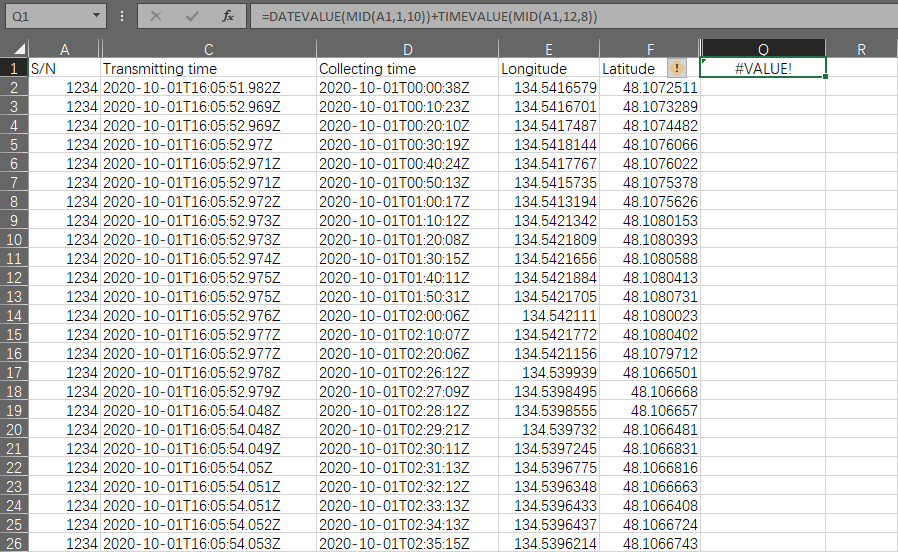 Q1 fx =DATEVALUE(MID(A1,1,10))+TIMEVALUE(MID(A1,12,8))
A C D E F Q R
1 S/N Transmitting time Collecting time Longitude Latitude ! #VALUE!
2 1234 2020-10-01T16:05:51.982Z 2020-10-01T00:00:38Z 134.5416579 48.1072511
3 1234 2020-10-01T16:05:52.969Z 2020-10-01T00:10:23Z 134.5416701 48.1073289
4 1234 2020-10-01T16:05:52.969Z 2020-10-01T00:20:10Z 134.5417487 48.1074482
5 1234 2020-10-01T16:05:52.97Z 2020-10-01T00:30:19Z 134.5418144 48.1076066
6 1234 2020-10-01T16:05:52.971Z 2020-10-01T00:40:24Z 134.5417767 48.1076022
7 1234 2020-10-01T16:05:52.971Z 2020-10-01T00:50:13Z 134.5415735 48.1075378
8 1234 2020-10-01T16:05:52.972Z 2020-10-01T01:00:17Z 134.5413194 48.1075626
9 1234 2020-10-01T16:05:52.973Z 2020-10-01T01:10:12Z 134.5421342 48.1080153
10 1234 2020-10-01T16:05:52.973Z 2020-10-01T01:20:08Z 134.5421809 48.1080393
11 1234 2020-10-01T16:05:52.974Z 2020-10-01T01:30:15Z 134.5421656 48.1080588
12 1234 2020-10-01T16:05:52.975Z 2020-10-01T01:40:11Z 134.5421884 48.1080413
13 1234 2020-10-01T16:05:52.975Z 2020-10-01T01:50:31Z 134.5421705 48.1080731
14 1234 2020-10-01T16:05:52.976Z 2020-10-01T02:00:06Z 134.542111 48.1080023
15 1234 2020-10-01T16:05:52.977Z 2020-10-01T02:10:07Z 134.5421772 48.1080402
16 1234 2020-10-01T16:05:52.977Z 2020-10-01T02:20:06Z 134.5421156 48.1079712
17 1234 2020-10-01T16:05:52.978Z 2020-10-01T02:26:12Z 134.539939 48.1066501
18 1234 2020-10-01T16:05:52.979Z 2020-10-01T02:27:09Z 134.5398495 48.106668
19 1234 2020-10-01T16:05:54.048Z 2020-10-01T02:28:12Z 134.5398555 48.106657
20 1234 2020-10-01T16:05:54.048Z 2020-10-01T02:29:21Z 134.539732 48.1066481
21 1234 2020-10-01T16:05:54.049Z 2020-10-01T02:30:11Z 134.5397245 48.1066831
22 1234 2020-10-01T16:05:54.05Z 2020-10-01T02:31:13Z 134.5396775 48.1066816
23 1234 2020-10-01T16:05:54.051Z 2020-10-01T02:32:12Z 134.5396348 48.1066663
24 1234 2020-10-01T16:05:54.051Z 2020-10-01T02:33:13Z 134.5396433 48.1066408
25 1234 2020-10-01T16:05:54.052Z 2020-10-01T02:34:13Z 134.5396437 48.1066724
26 1234 2020-10-01T16:05:54.053Z 2020-10-01T02:35:15Z 134.5396214 48.1066743